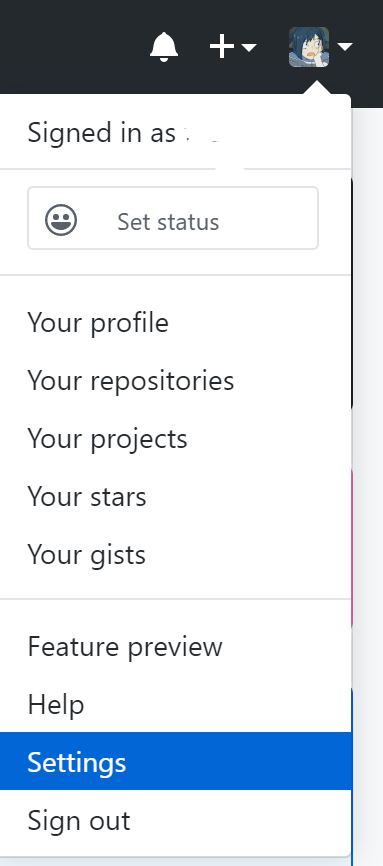 Signed in as
Set status
Your profile
Your repositories
Your projects
Your stars
Your gists
Feature preview
Help
Settings
Sign out